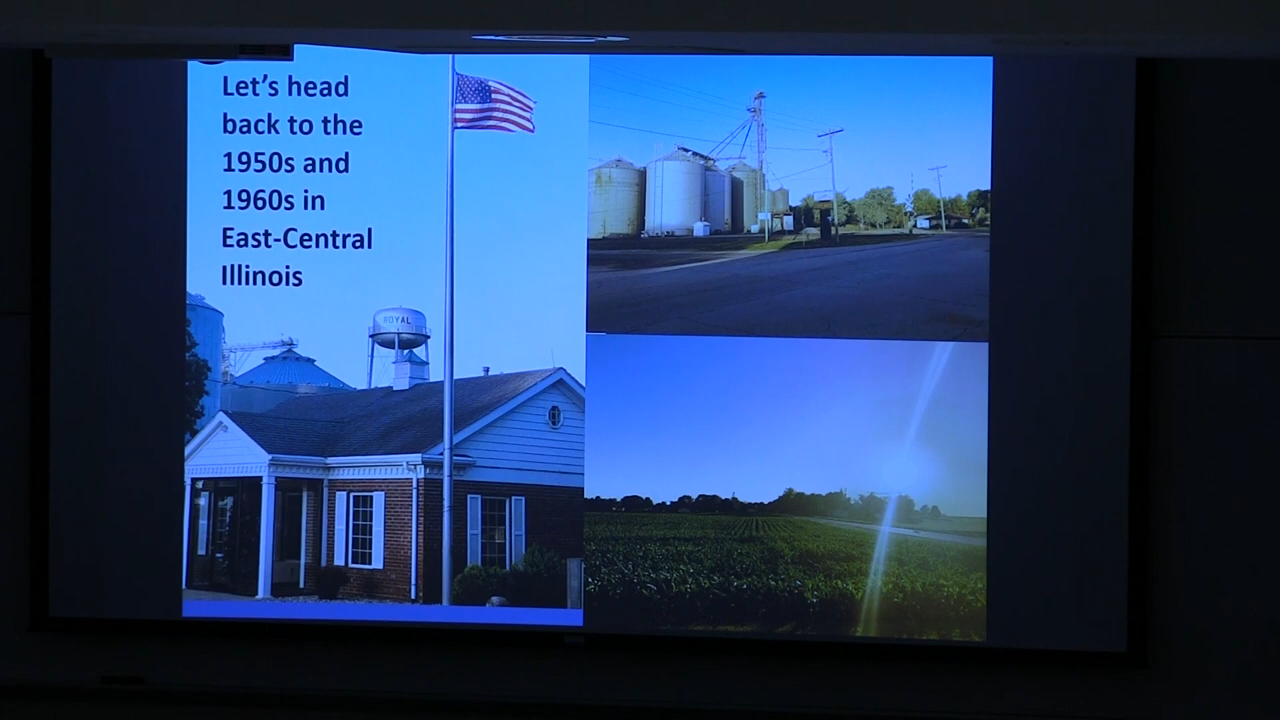 Let's head
back to the
1950s and
1960s in
East-Central
Illinois
ROYAL